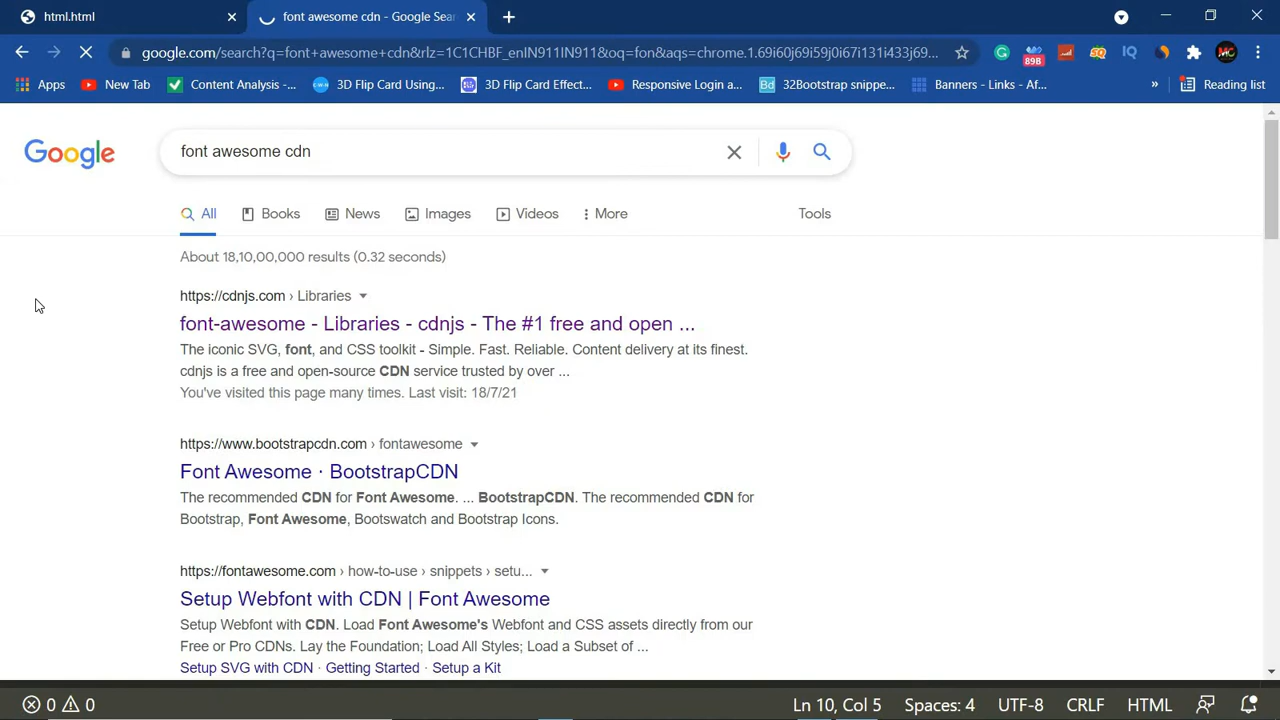 html.html
font awesome cdn - Google Sea
google.com/search?q=font+awesome+cdn&rlz=1C1CHBF_enIN911IN911&oq=fon&aqs=chrome.1.69i60j69i59j0i67i131i433j69...
89B
SQ
IQ
MC
Apps
New Tab
Content Analysis -...
3D Flip Card Using...
3D Flip Card Effect...
Responsive Login a...
Bd 32Bootstrap snippe...
Banners - Links - Af...
»
Reading list
Google
font awesome cdn
All
Books
News
Images
Videos
More
Tools
About 18,10,00,000 results (0.32 seconds)
https://cdnjs.com › Libraries
font-awesome - Libraries - cdnjs - The #1 free and open ...
The iconic SVG, font, and CSS toolkit - Simple. Fast. Reliable. Content delivery at its finest.
cdnjs is a free and open-source CDN service trusted by over ...
You've visited this page many times. Last visit: 18/7/21
https://www.bootstrapcdn.com › fontawesome
Font Awesome · BootstrapCDN
The recommended CDN for Font Awesome. ... BootstrapCDN. The recommended CDN for
Bootstrap, Font Awesome, Bootswatch and Bootstrap Icons.
https://fontawesome.com › how-to-use › snippets › setu...
Setup Webfont with CDN | Font Awesome
Setup Webfont with CDN. Load Font Awesome's Webfont and CSS assets directly from our
Free or Pro CDNs. Lay the Foundation; Load All Styles; Load a Subset of ...
Setup SVG with CDN · Getting Started · Setup a Kit
0 0
Ln 10, Col 5
Spaces: 4
UTF-8
CRLF
HTML